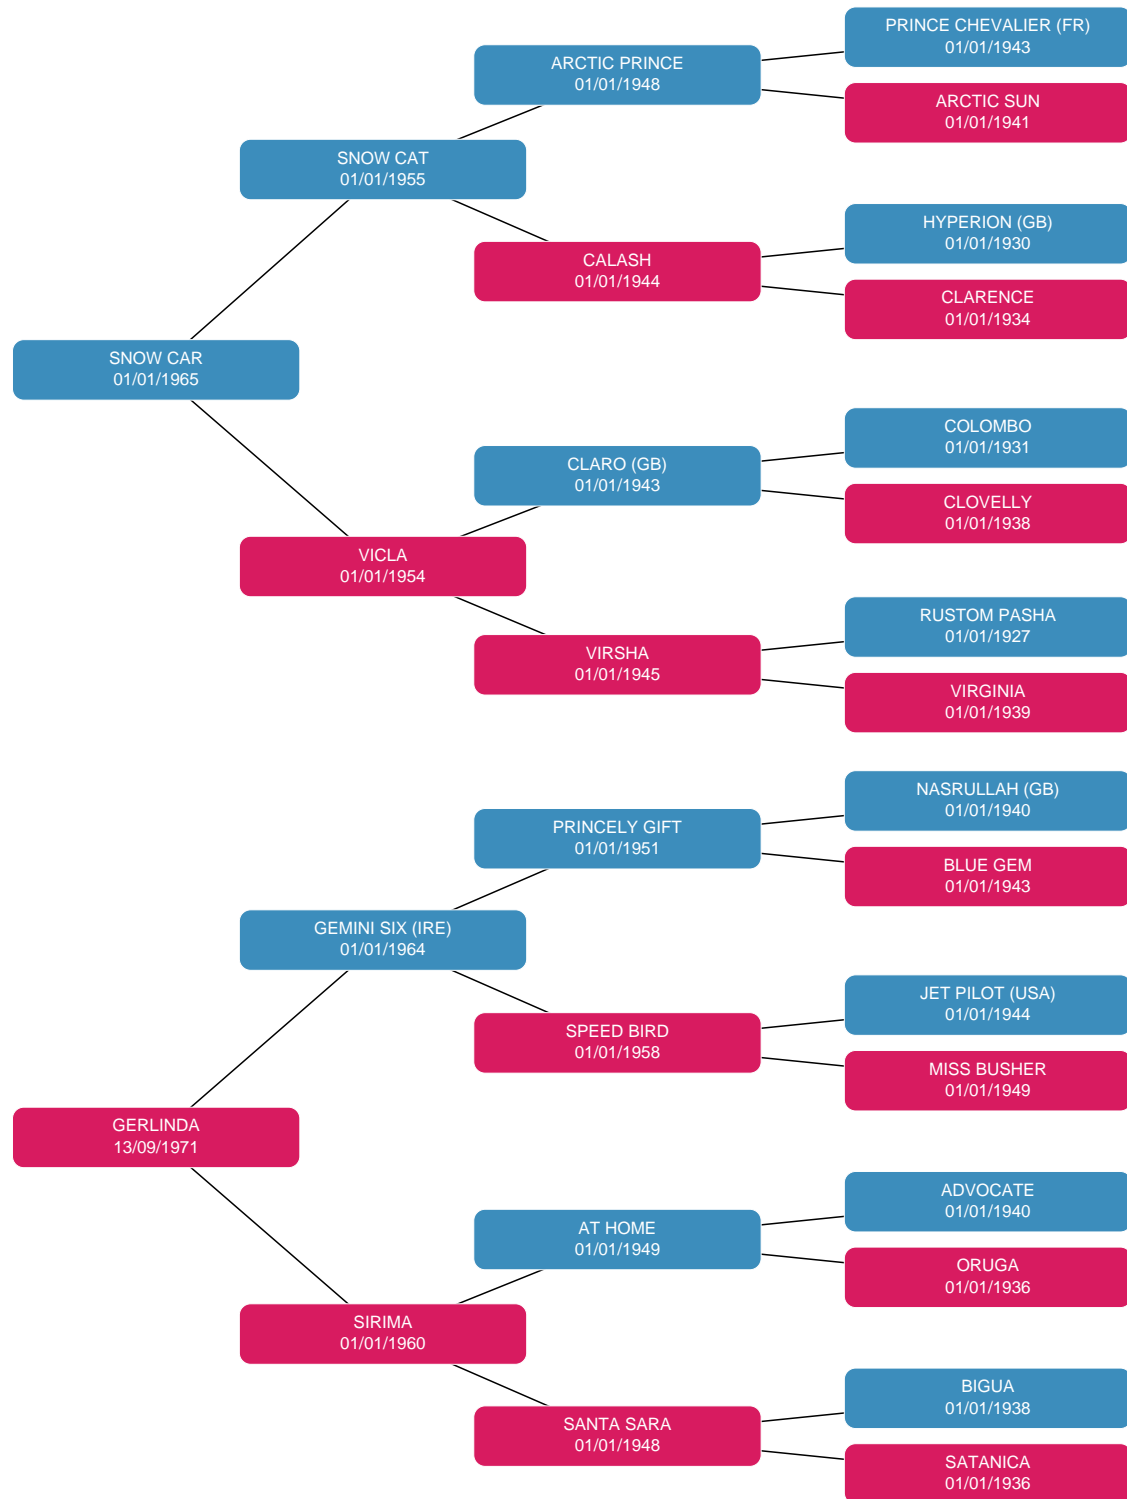 PRINCE CHEVALIER (FR)
01/01/1943
ARCTIC PRINCE
01/01/1948
ARCTIC SUN
01/01/1941
SNOW CAT
01/01/1955
HYPERION (GB)
01/01/1930
CALASH
01/01/1944
CLARENCE
01/01/1934
SNOW CAR
01/01/1965
COLOMBO
01/01/1931
CLARO (GB)
01/01/1943
CLOVELLY
01/01/1938
VICLA
01/01/1954
RUSTOM PASHA
01/01/1927
VIRSHA
01/01/1945
VIRGINIA
01/01/1939
NASRULLAH (GB)
01/01/1940
PRINCELY GIFT
01/01/1951
BLUE GEM
01/01/1943
GEMINI SIX (IRE)
01/01/1964
JET PILOT (USA)
01/01/1944
SPEED BIRD
01/01/1958
MISS BUSHER
01/01/1949
GERLINDA
13/09/1971
ADVOCATE
01/01/1940
AT HOME
01/01/1949
ORUGA
01/01/1936
SIRIMA
01/01/1960
BIGUA
01/01/1938
SANTA SARA
01/01/1948
SATANICA
01/01/1936